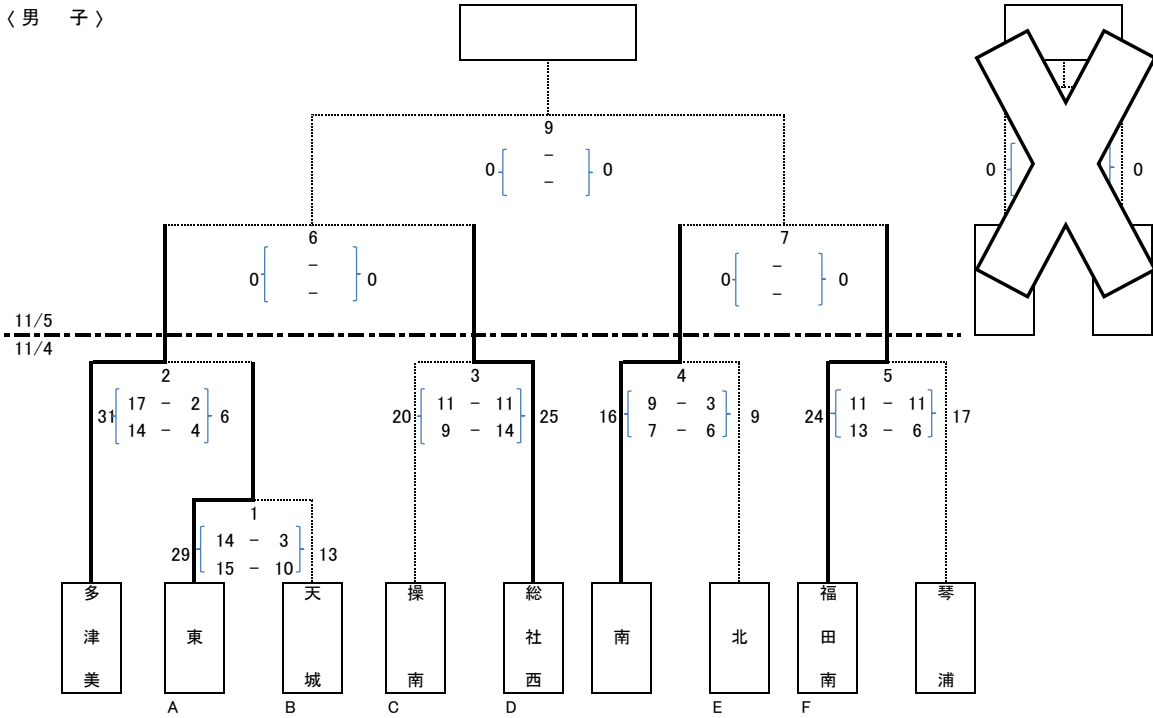 〈 男　子 〉
9
0 － 0
－
0 0
6 7
0 － 0 0 － 0
－ －
11/5
11/4
2 3 4 5
31 17 － 2 6 20 11 － 11 25 16 9 － 3 9 24 11 － 11 17
14 － 4 9 － 14 7 － 6 13 － 6
1
29 14 － 3 13
15 － 10
多津美 東 天城 操南 総社西 南 北 福田南 琴浦
A B C D E F